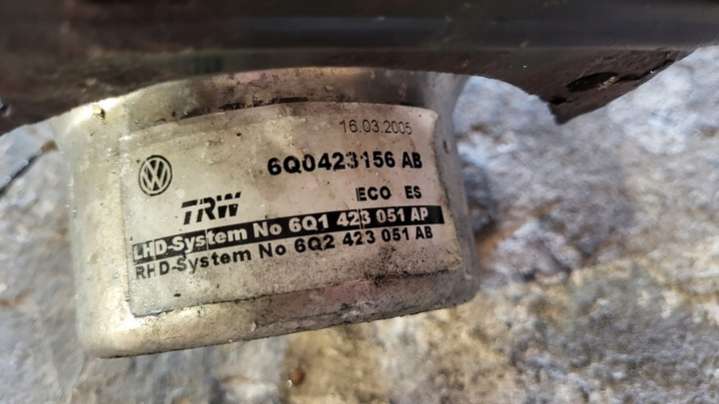 16.03.2005
6Q0423156 AB
TRW
ECO ES
LHD-System No 6Q1 423 051 AP
RHD-System No 6Q2 423 051 AB